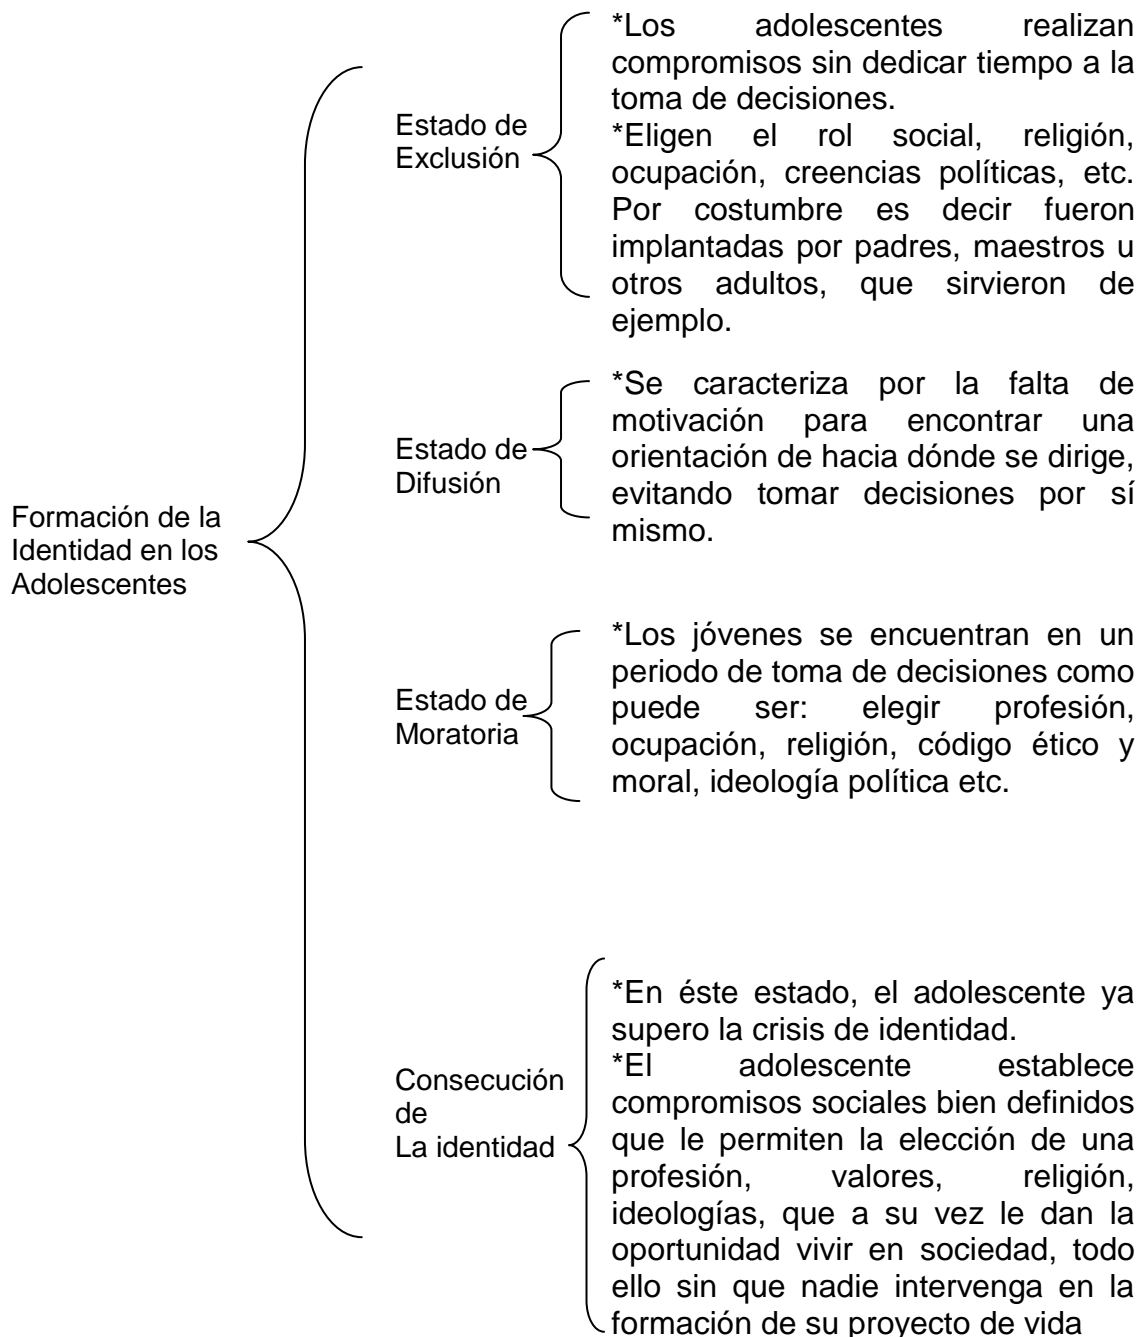 Formación de la
Identidad en los
Adolescentes
Estado de
Exclusión
*Los adolescentes realizan
compromisos sin dedicar tiempo a la
toma de decisiones.
*Eligen el rol social, religión,
ocupación, creencias políticas, etc.
Por costumbre es decir fueron
implantadas por padres, maestros u
otros adultos, que sirvieron de
ejemplo.
Estado de
Difusión
*Se caracteriza por la falta de
motivación para encontrar una
orientación de hacia dónde se dirige,
evitando tomar decisiones por sí
mismo.
Estado de
Moratoria
*Los jóvenes se encuentran en un
periodo de toma de decisiones como
puede ser: elegir profesión,
ocupación, religión, código ético y
moral, ideología política etc.
Consecución
de
La identidad
*En éste estado, el adolescente ya
supero la crisis de identidad.
*El adolescente establece
compromisos sociales bien definidos
que le permiten la elección de una
profesión, valores, religión,
ideologías, que a su vez le dan la
oportunidad vivir en sociedad, todo
ello sin que nadie intervenga en la
formación de su proyecto de vida